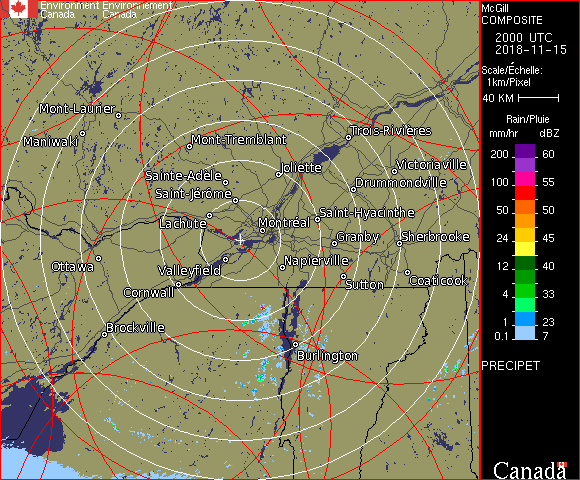 Environment Environnement
Canada Canada
McGill
COMPOSITE
2000 UTC
2018-11-15
Scale/Échelle:
1km/Pixel
40 KM
Rain/Pluie
mm/hr dBZ
200 60
100 55
50 50
24 45
12 40
4 33
1 23
0.1 7
PRECIPET
Canada
Mont-Laurier
Maniwaki
Mont-Tremblant
Trois-Rivières
Sainte-Adèle
Joliette
Victoriaville
Saint-Jérôme
Drummondville
Lachute
Montréal
Saint-Hyacinthe
Granby
Sherbrooke
Ottawa
Valleyfield
Napierville
Cornwall
Sutton
Coaticook
Brockville
Burlington